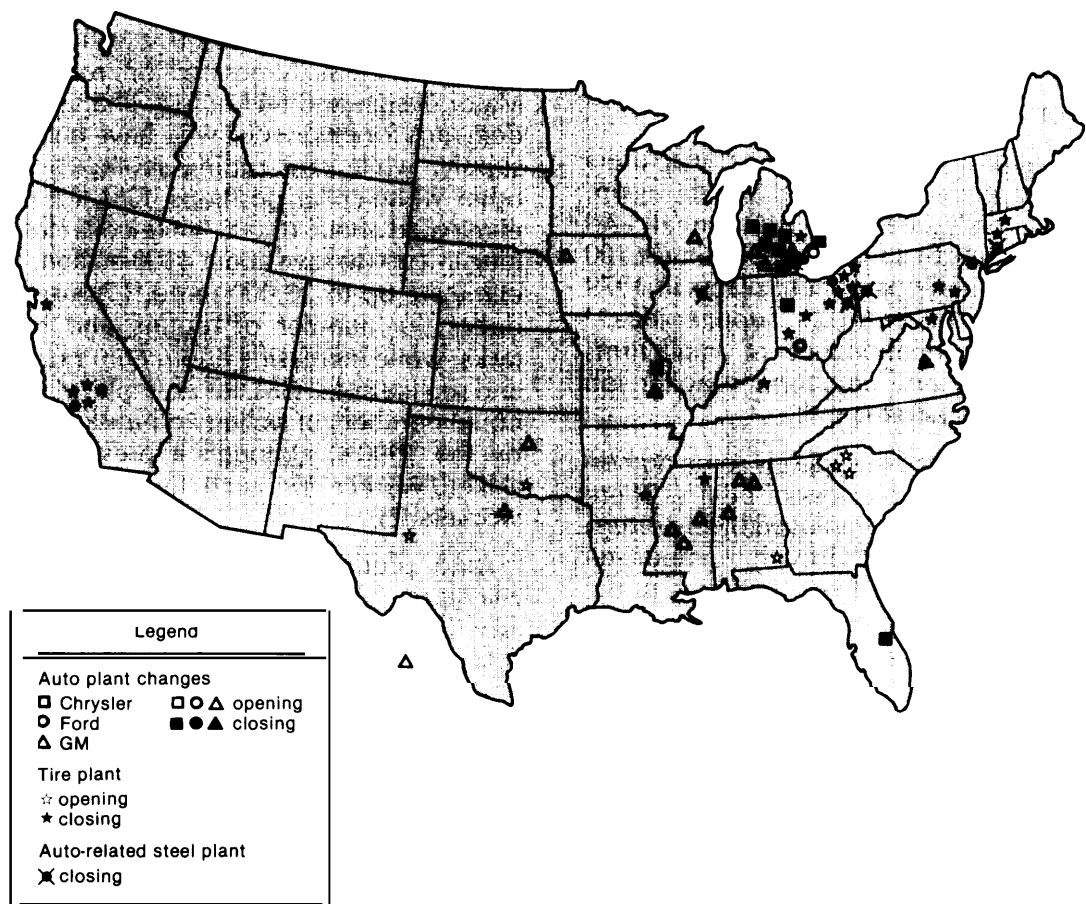 Legend
Auto plant changes
Chrysler opening
Ford closing
GM
Tire plant
☆ opening
★ closing
Auto-related steel plant
closing